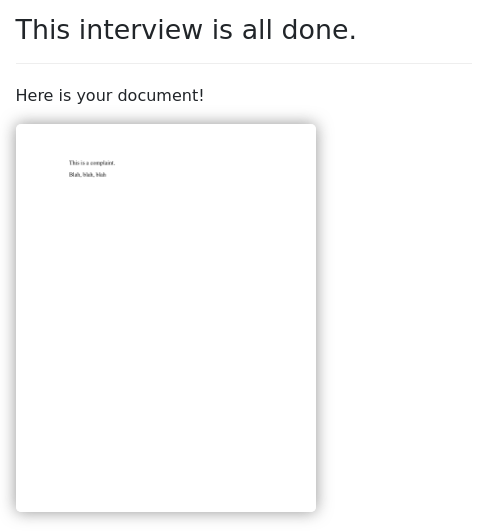 This interview is all done.
Here is your document!
This is a complaint.
Blah, blah, blah